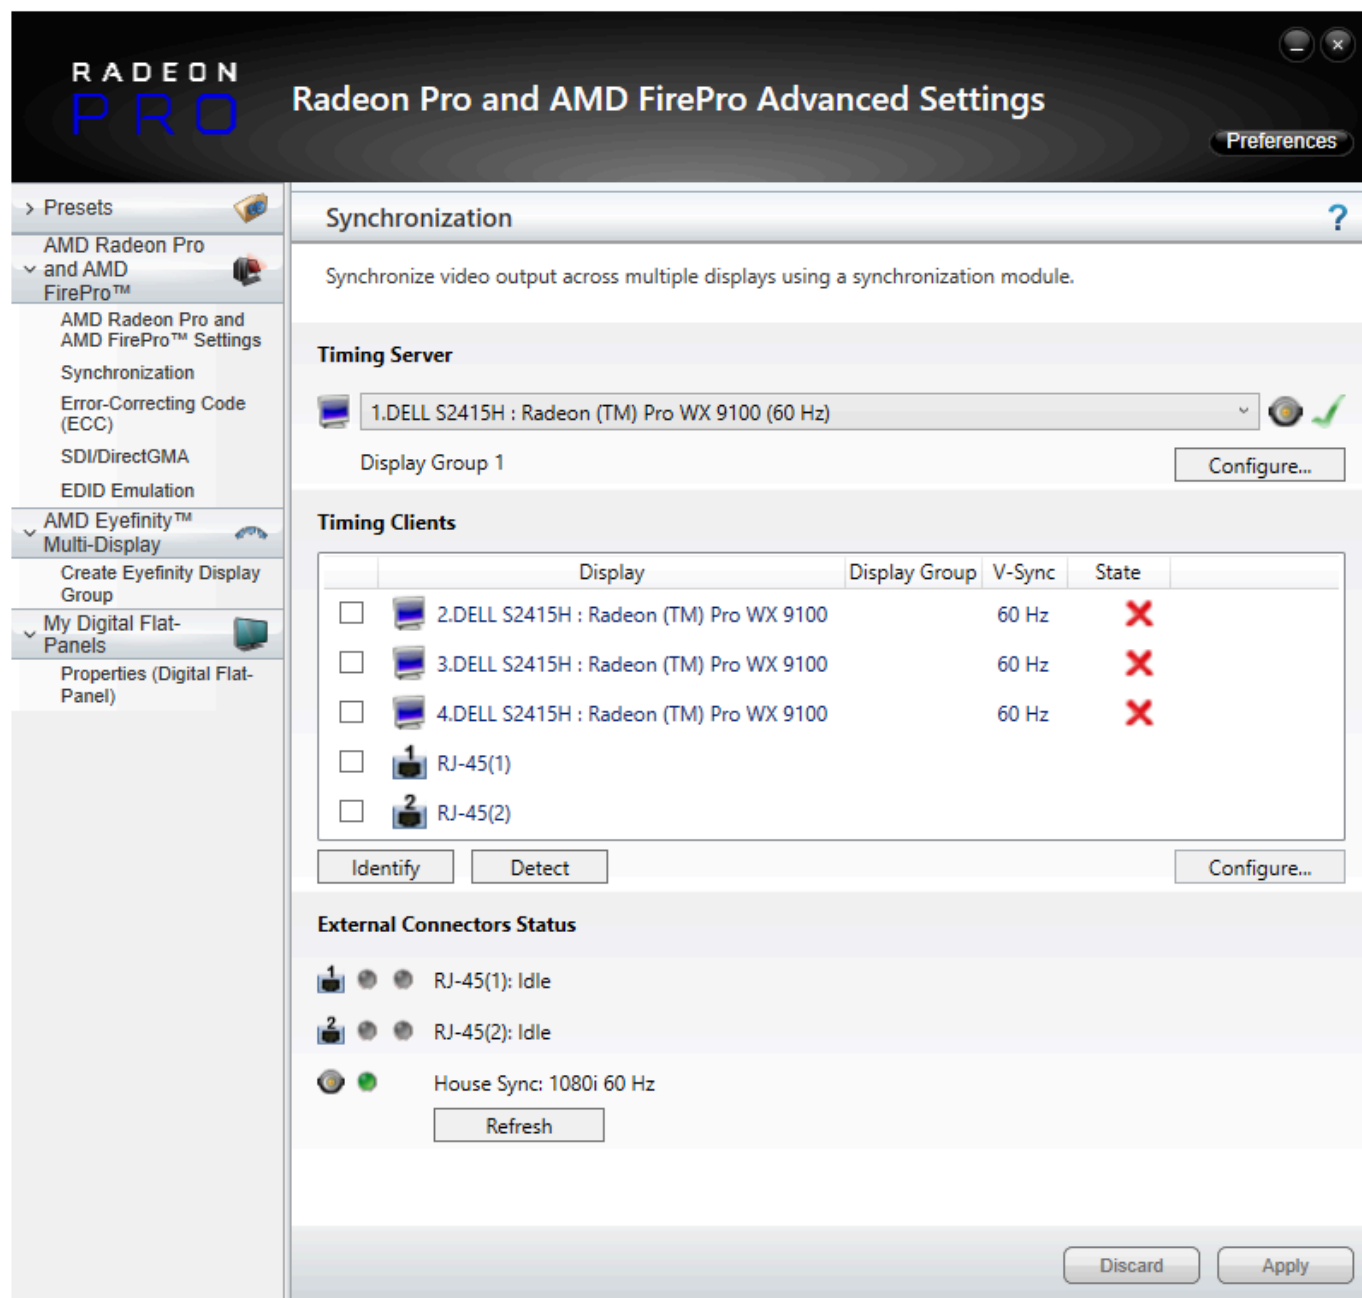 RADEON
PRO
Radeon Pro and AMD FirePro Advanced Settings
Preferences
Presets
AMD Radeon Pro
and AMD
FirePro™
AMD Radeon Pro and
AMD FirePro™ Settings
Synchronization
Error-Correcting Code
(ECC)
SDI/DirectGMA
EDID Emulation
AMD Eyefinity™
Multi-Display
Create Eyefinity Display
Group
My Digital Flat-
Panels
Properties (Digital Flat-
Panel)
Synchronization
?
Synchronize video output across multiple displays using a synchronization module.
Timing Server
1.DELL S2415H : Radeon (TM) Pro WX 9100 (60 Hz)
Display Group 1
Configure...
Timing Clients
Display Display Group V-Sync State
2.DELL S2415H : Radeon (TM) Pro WX 9100 60 Hz
3.DELL S2415H : Radeon (TM) Pro WX 9100 60 Hz
4.DELL S2415H : Radeon (TM) Pro WX 9100 60 Hz
1 RJ-45(1)
2 RJ-45(2)
Identify Detect Configure...
External Connectors Status
1 RJ-45(1): Idle
2 RJ-45(2): Idle
House Sync: 1080i 60 Hz
Refresh
Discard Apply